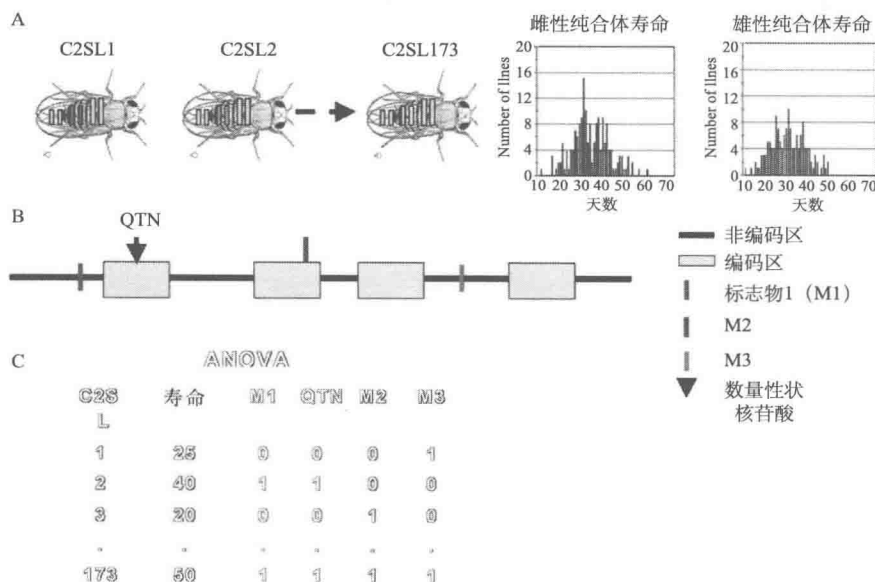 A
C2SL1
C2SL2
C2SL173
雌性纯合体寿命
Number of lines
20
16
12
8
4
0
10 20 30 40 50 60 70
天数
雄性纯合体寿命
Number of lines
20
16
12
8
4
0
10 20 30 40 50 60 70
天数
B
QTN
非编码区
编码区
标志物1（M1）
M2
M3
数量性状
核苷酸
C
ANOVA
C2S 寿命 M1 QTN M2 M3
L
1 25 0 0 0 1
2 40 1 1 0 0
3 20 0 0 1 0
. . . . . .
173 50 1 1 1 1